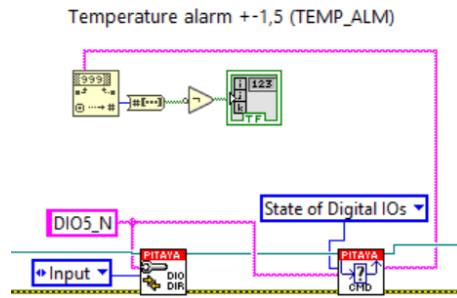 Temperature alarm +-1,5 (TEMP_ALM)
999
#[···]
i 123
j
k
TF
DIO5_N
State of Digital IOs
Input
PITAYA
DIO
DIR
PITAYA
?
CMD